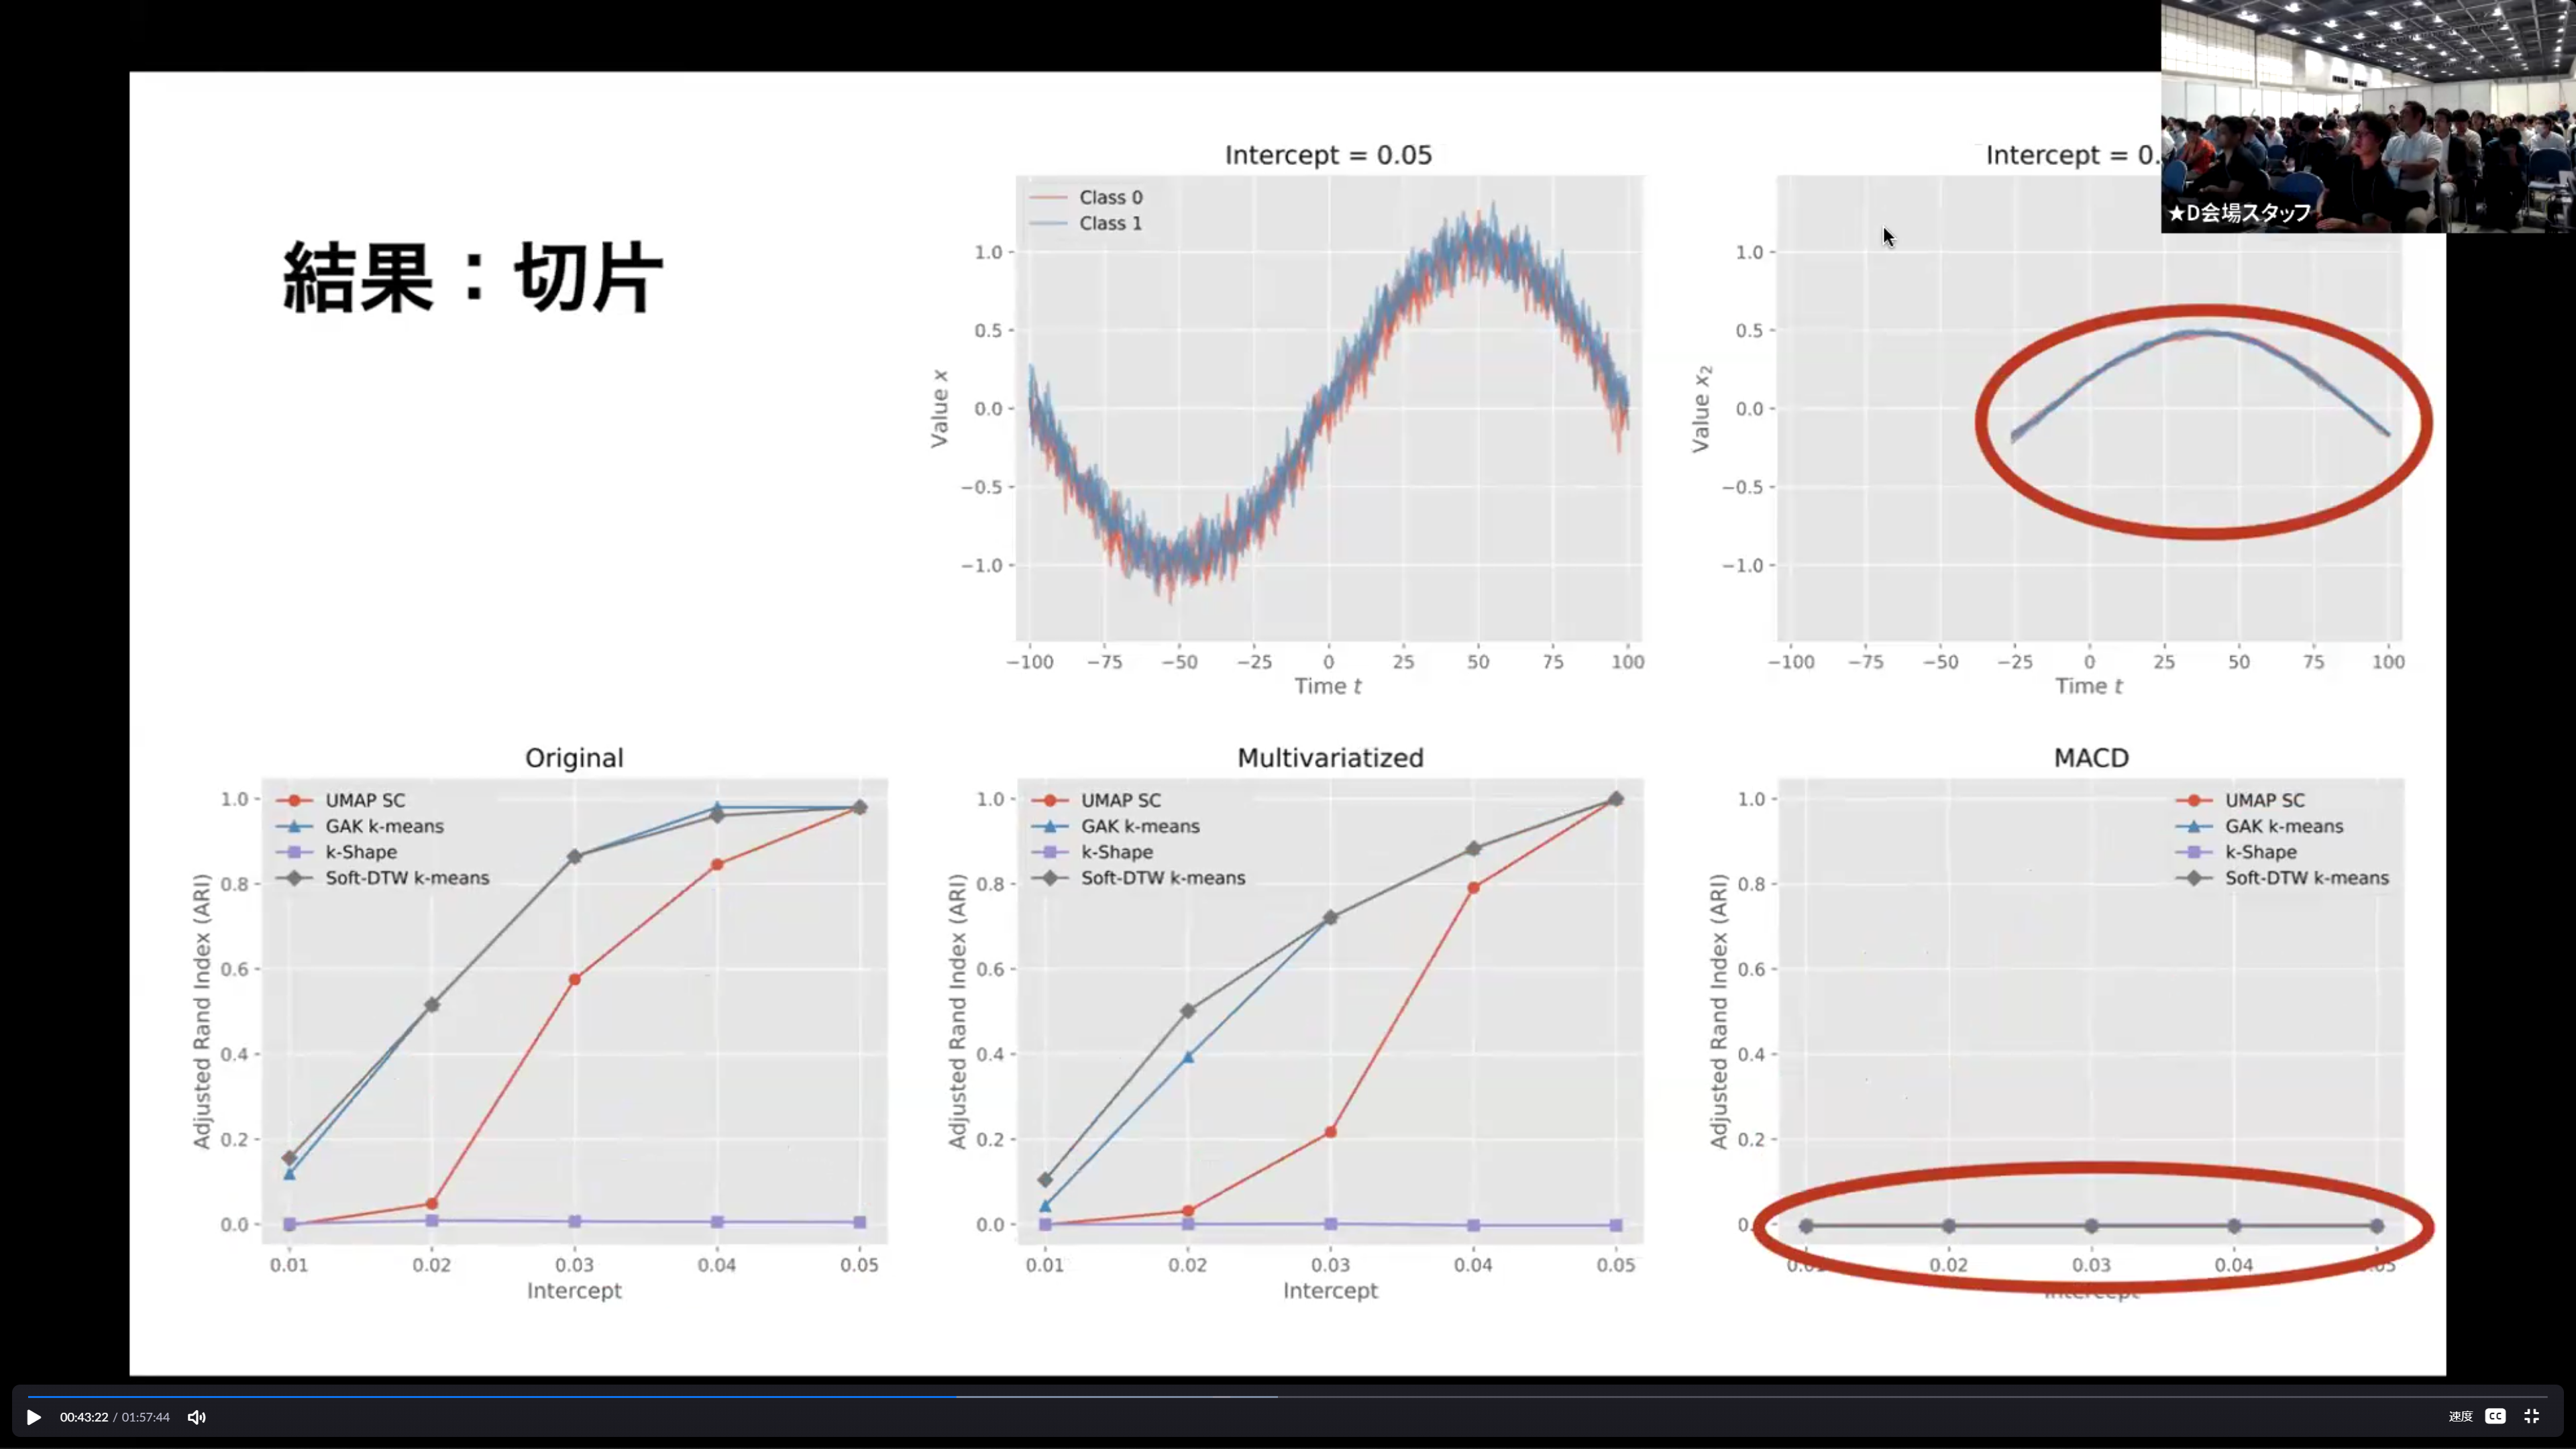 ★D会場スタッフ
結果：切片
Intercept = 0.05
Class 0
Class 1
1.0
0.5
0.0
−0.5
−1.0
Value x
−100 −75 −50 −25 0 25 50 75 100
Time t
Intercept = 0.
1.0
0.5
0.0
−0.5
−1.0
Value x₂
−100 −75 −50 −25 0 25 50 75 100
Time t
Original
UMAP SC
GAK k-means
k-Shape
Soft-DTW k-means
1.0
0.8
0.6
0.4
0.2
0.0
Adjusted Rand Index (ARI)
0.01 0.02 0.03 0.04 0.05
Intercept
Multivariatized
UMAP SC
GAK k-means
k-Shape
Soft-DTW k-means
1.0
0.8
0.6
0.4
0.2
0.0
Adjusted Rand Index (ARI)
0.01 0.02 0.03 0.04 0.05
Intercept
MACD
UMAP SC
GAK k-means
k-Shape
Soft-DTW k-means
1.0
0.8
0.6
0.4
0.2
Adjusted Rand Index (ARI)
0.02 0.03 0.04
00:43:22 / 01:57:44
速度 CC